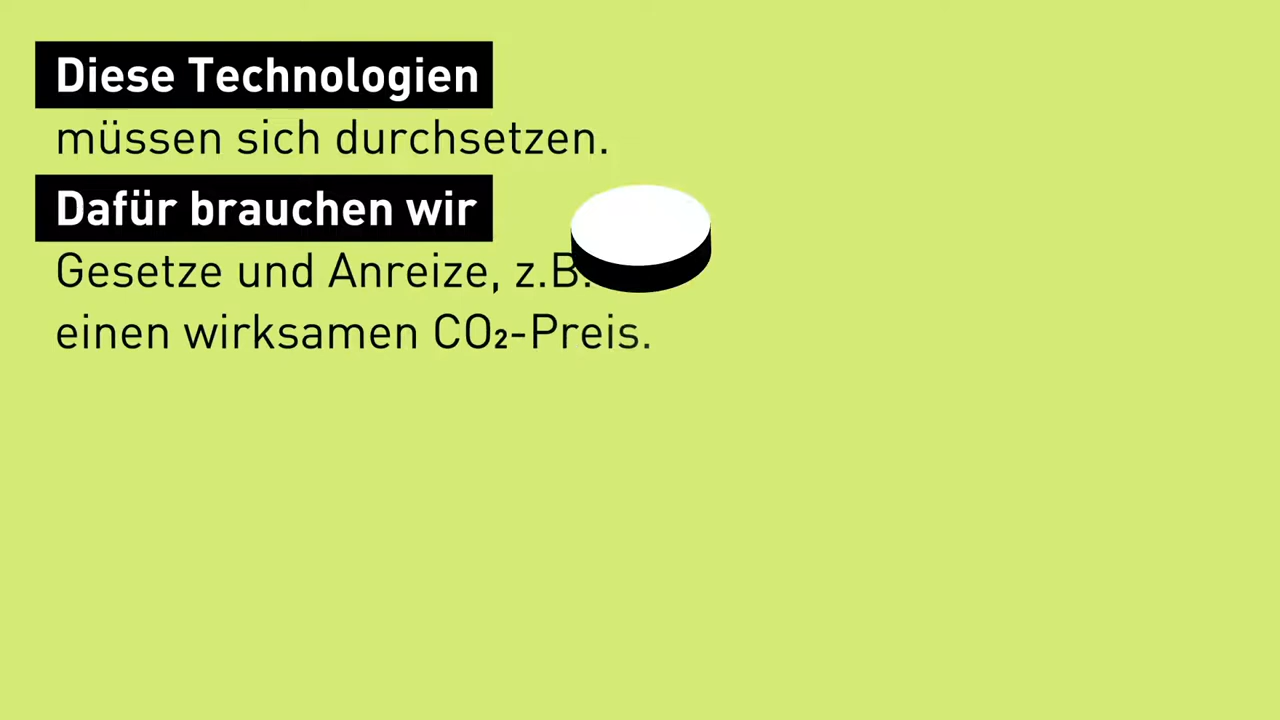 Diese Technologien
müssen sich durchsetzen.
Dafür brauchen wir
Gesetze und Anreize, z.B.
einen wirksamen CO₂-Preis.